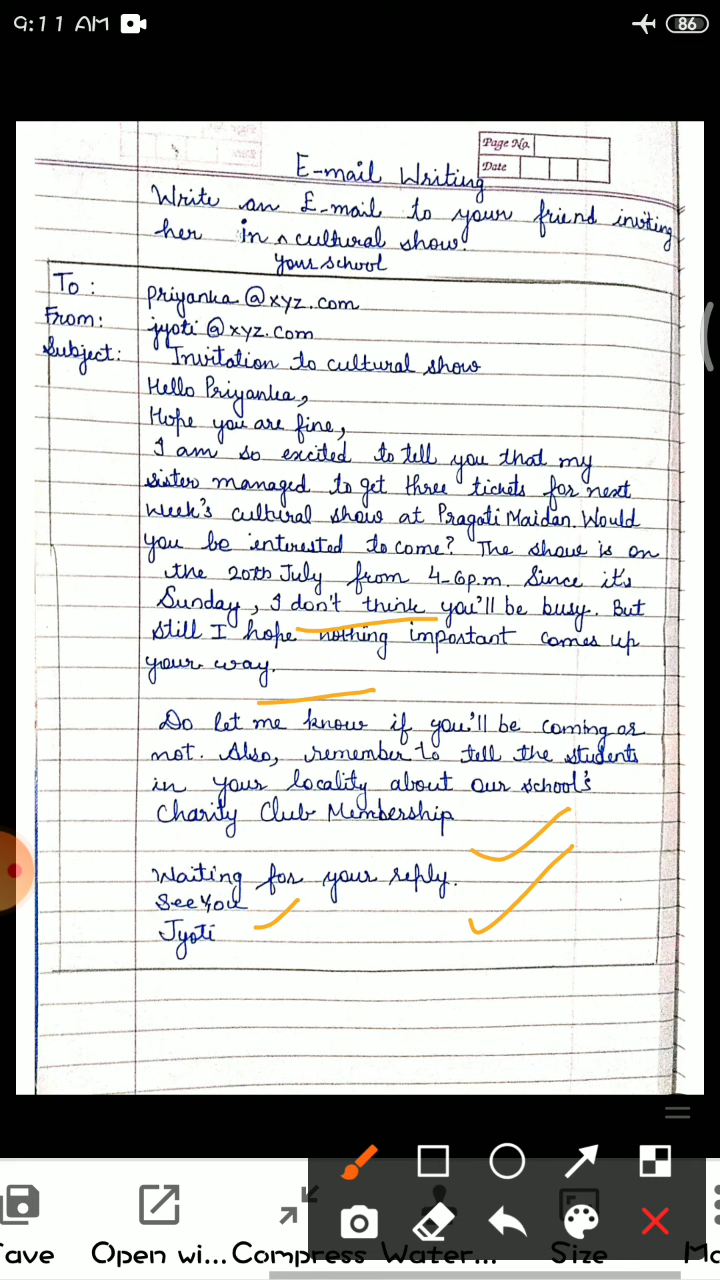 9:11 AM
86
Page No.
Date
E-mail Writing
Write an E-mail to your friend inviting
her in ^ cultural show.
your school
To :
priyanka @xyz.com
From:
jyoti @xyz.com
Subject:
Invitation to cultural show
Hello Priyanka,
Hope you are fine,
I am so excited to tell you that my
sister managed to get three tickets for next
week's cultural show at Pragati Maidan. Would
you be interested to come? The show is on
the 20th July from 4-6p.m. Since it's
Sunday, I don't think you'll be busy. But
still I hope nothing important comes up
your way.
Do let me know if you'll be coming or
not. Also, remember to tell the students
in your locality about our school's
Charity Club Membership
Waiting for your reply.
See You
Jyoti
ave
Open wi...
Compress
Water...
Size
Mo